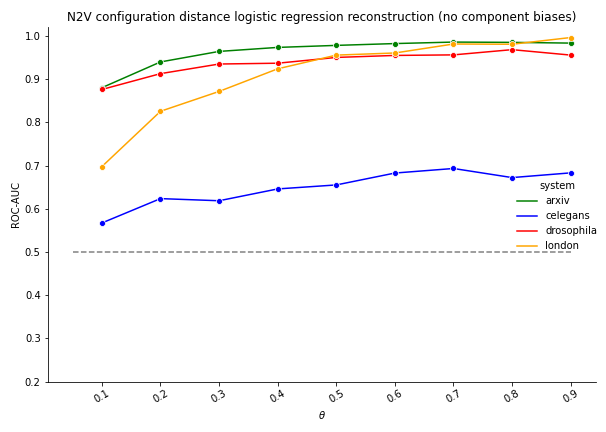 N2V configuration distance logistic regression reconstruction (no component biases)
1.0
0.9
0.8
0.7
0.6
0.5
0.4
0.3
0.2
ROC-AUC
system
arxiv
celegans
drosophila
london
0.1 0.2 0.3 0.4 0.5 0.6 0.7 0.8 0.9
θ